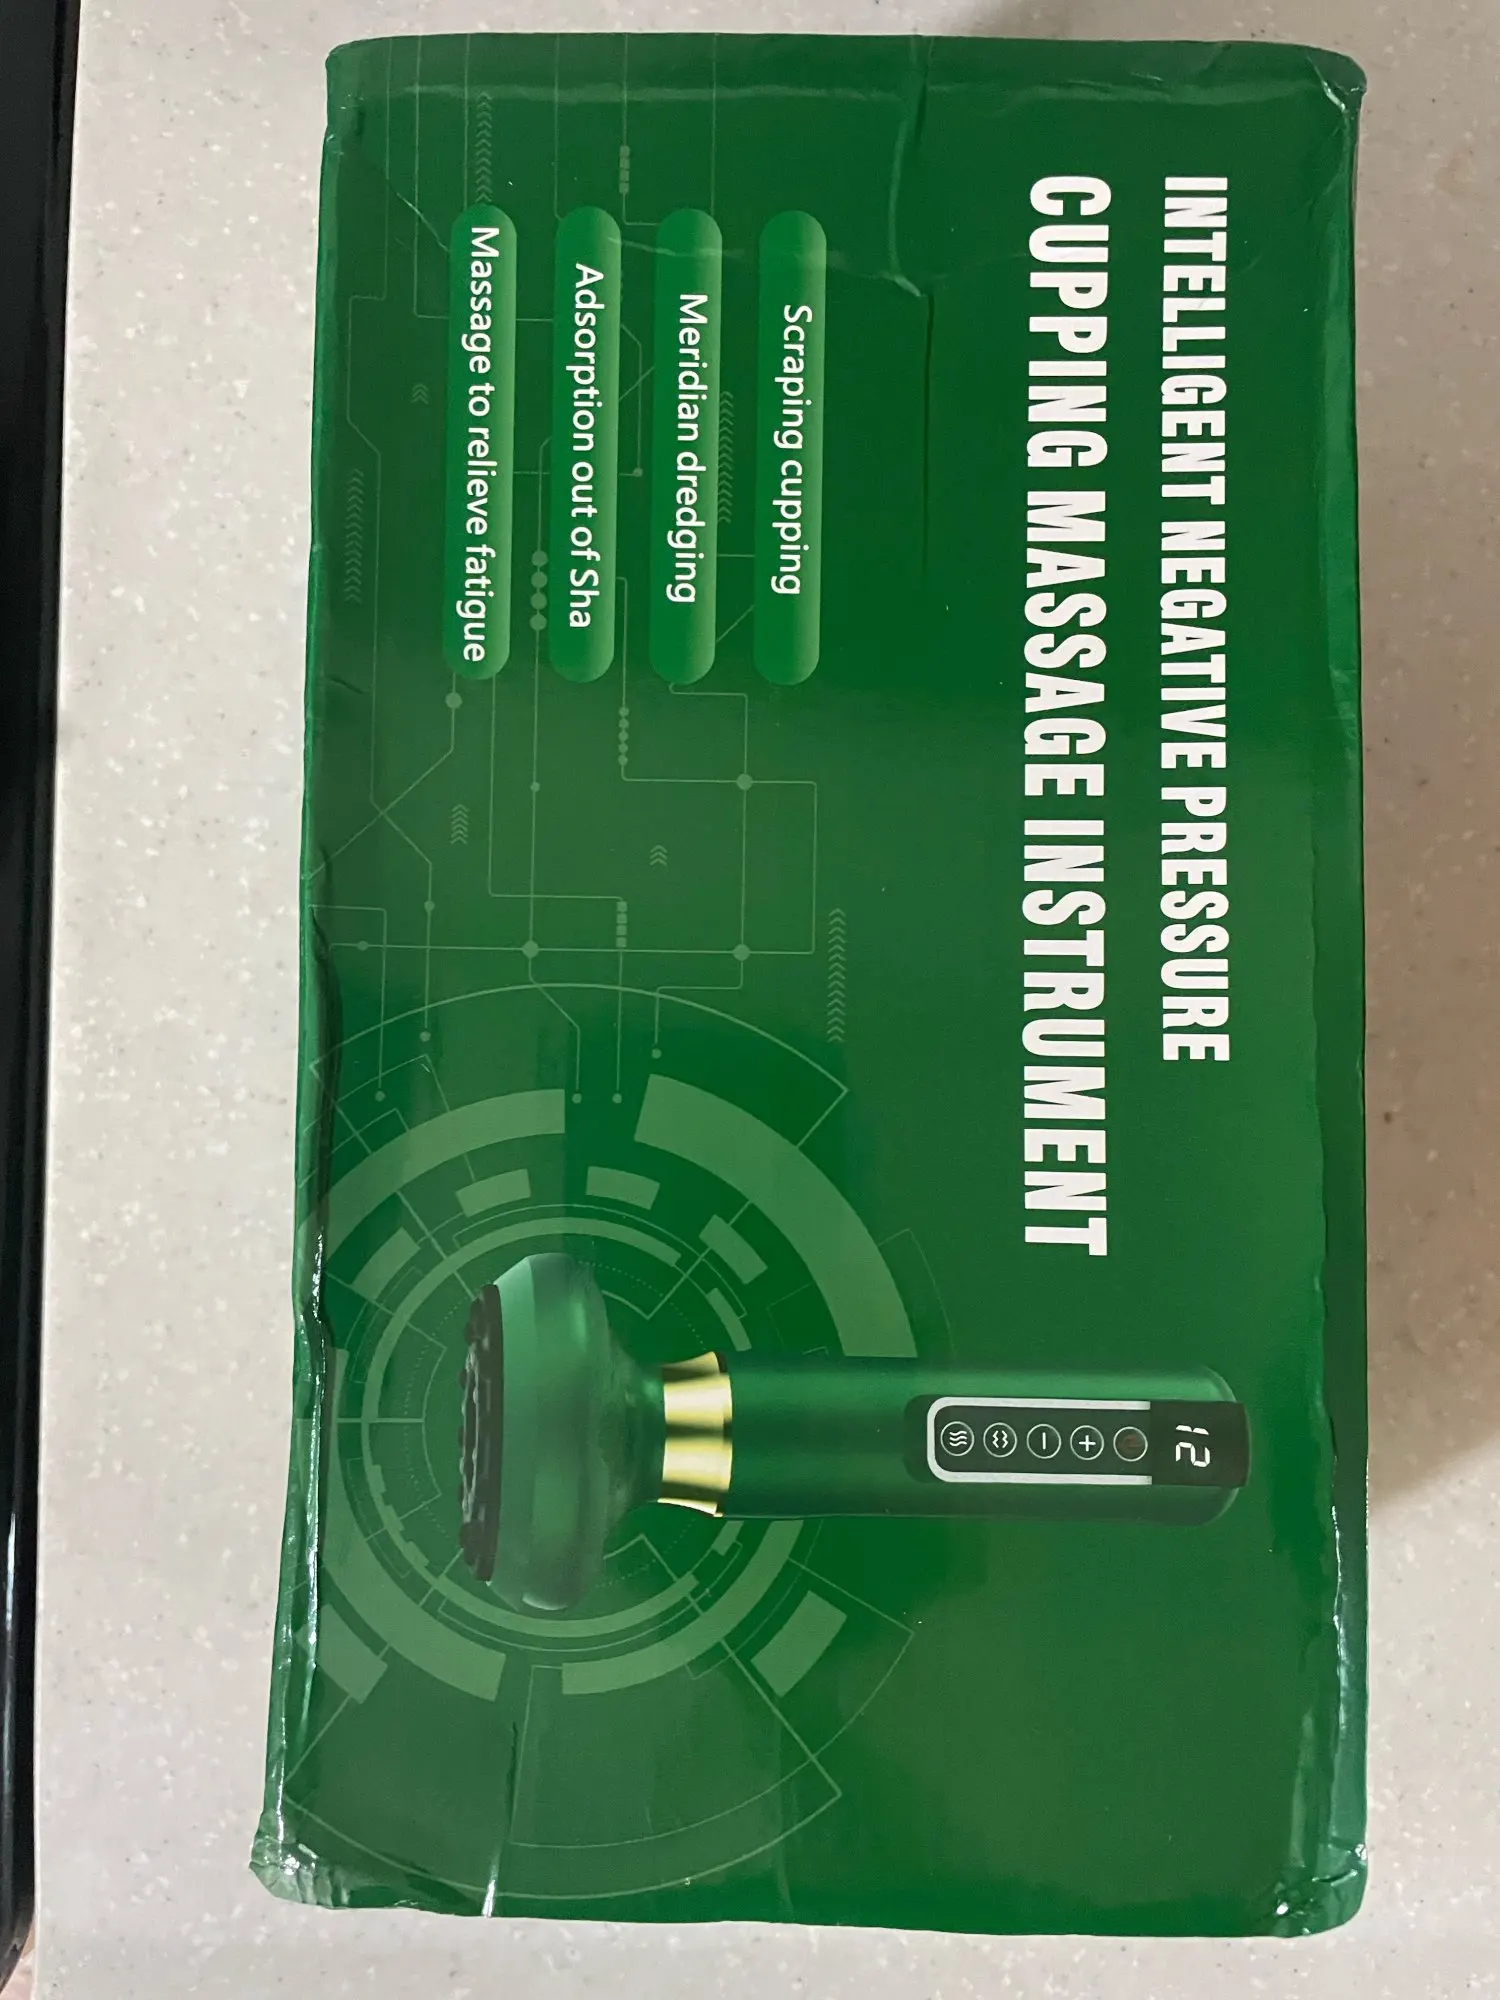 INTELLIGENT NEGATIVE PRESSURE
CUPPING MASSAGE INSTRUMENT
Scraping cupping
Meridian dredging
Adsorption out of Sha
Massage to relieve fatigue
12